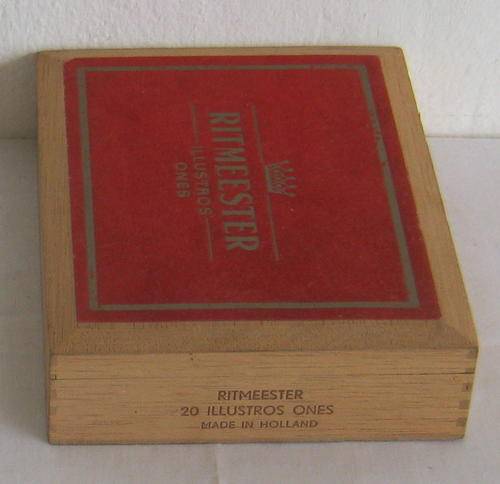 RITMEESTER
ILLUSTROS
ONES
RITMEESTER
20 ILLUSTROS ONES
MADE IN HOLLAND